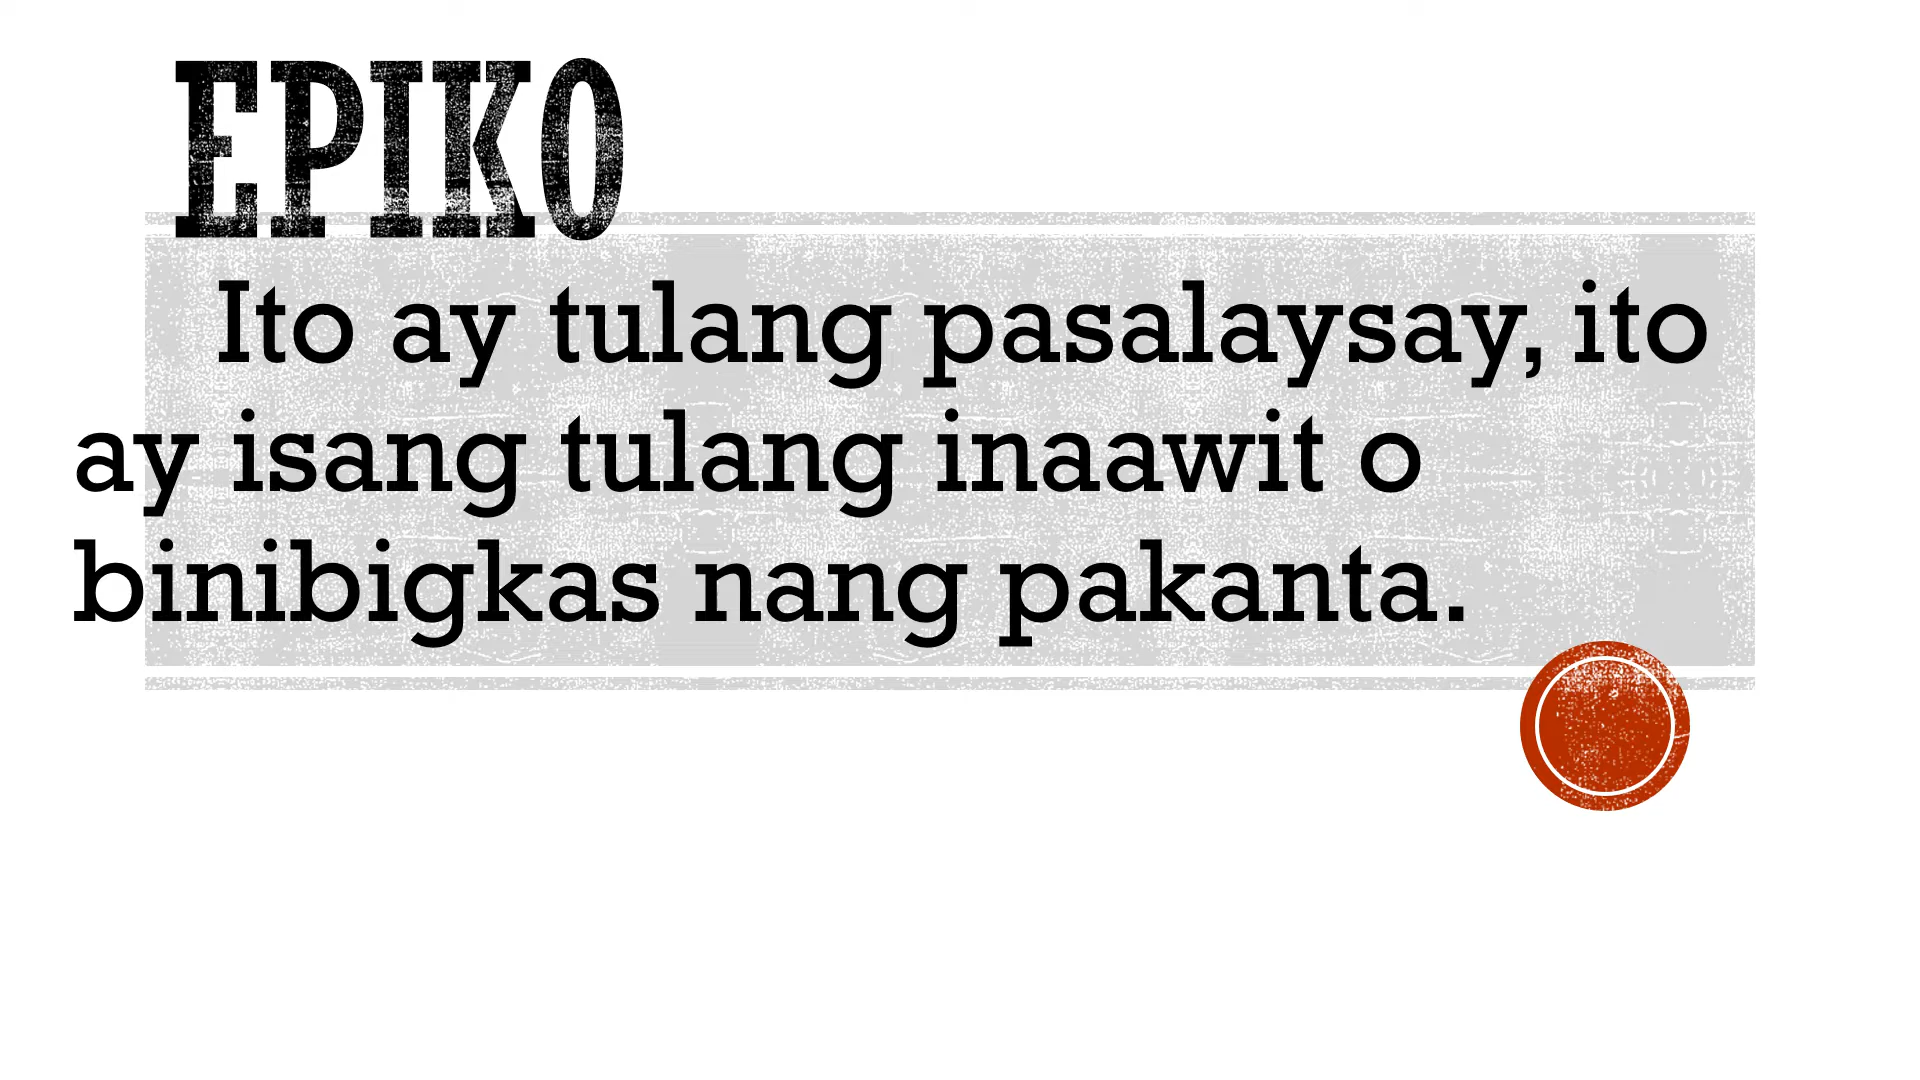 EPIKO
Ito ay tulang pasalaysay, ito
ay isang tulang inaawit o
binibigkas nang pakanta.